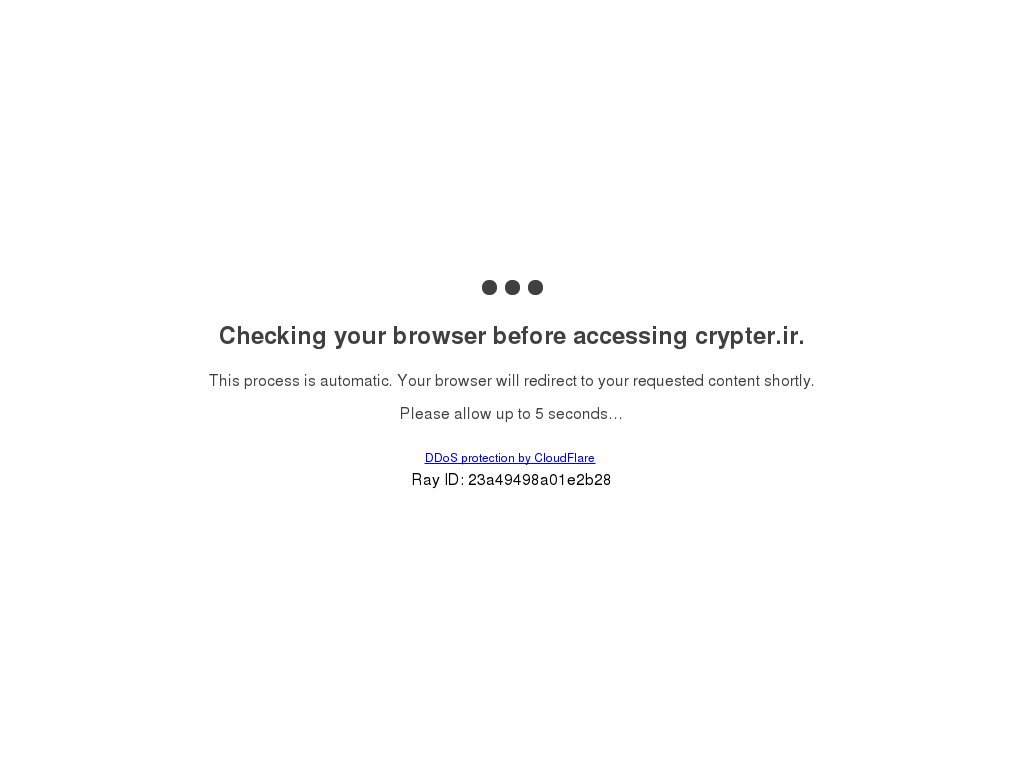 Checking your browser before accessing crypter.ir.
This process is automatic. Your browser will redirect to your requested content shortly.
Please allow up to 5 seconds...
DDoS protection by CloudFlare
Ray ID: 23a49498a01e2b28